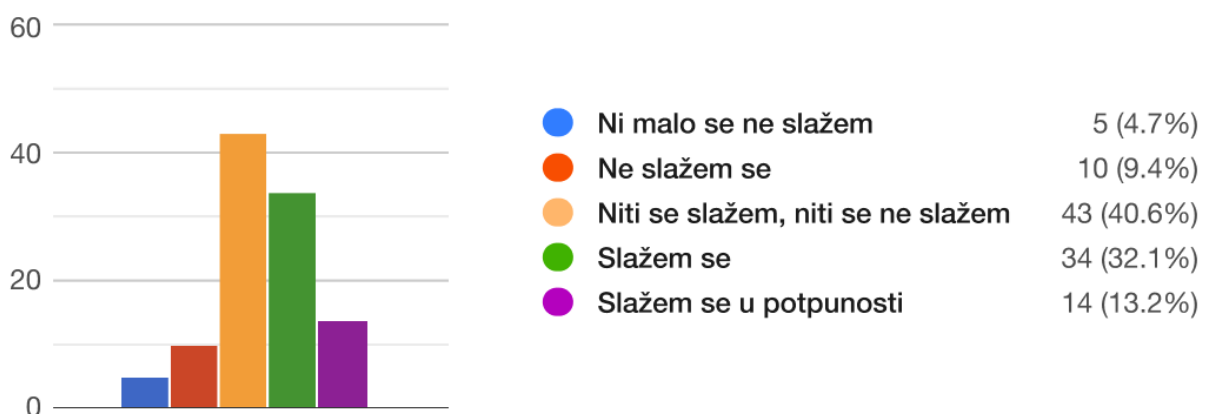 60
40
20
0
Ni malo se ne slažem 5 (4.7%)
Ne slažem se 10 (9.4%)
Niti se slažem, niti se ne slažem 43 (40.6%)
Slažem se 34 (32.1%)
Slažem se u potpunosti 14 (13.2%)